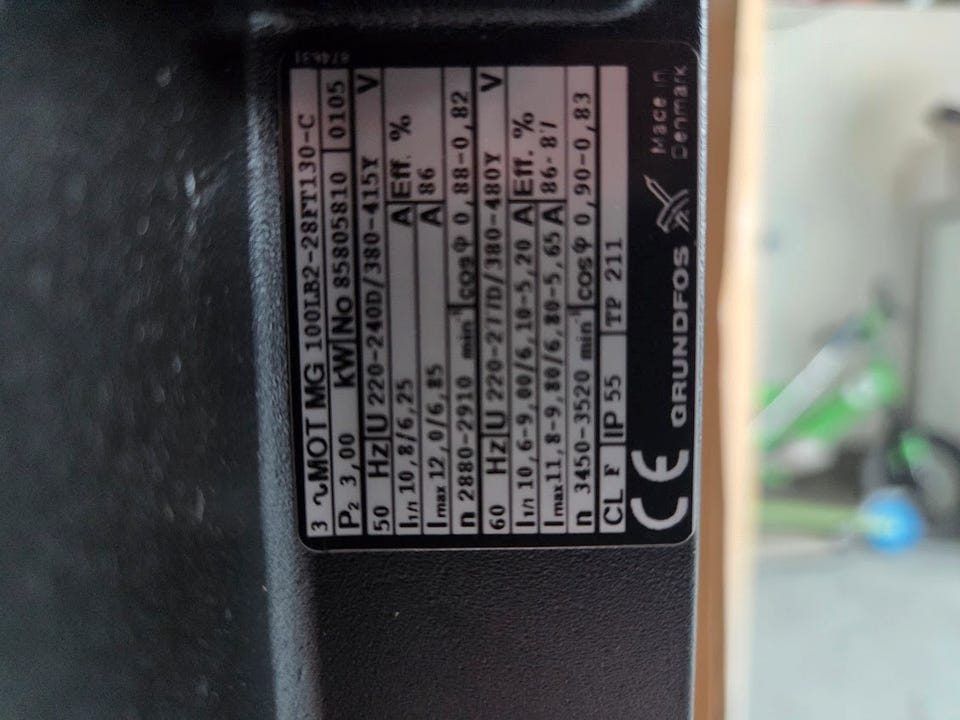 3 ~MOT MG 100LB2-28FT130-C
P2 3,00 kW No 85805810 0105
50 Hz U 220-240D/380-415Y V
I1/1 10,8/6,25 A Eff. %
Imax 12,0/6,85 A 86
n 2880-2910 min-1 cos φ 0,88-0,82
60 Hz U 220-277D/380-480Y V
I1/1 10,6-9,00/6,10-5,20 A Eff. %
Imax 11,8-9,80/6,80-5,65 A 86-87
n 3450-3520 min-1 cos φ 0,90-0,83
CL F IP 55 TP 211
CE GRUNDFOS Made in
Denmark